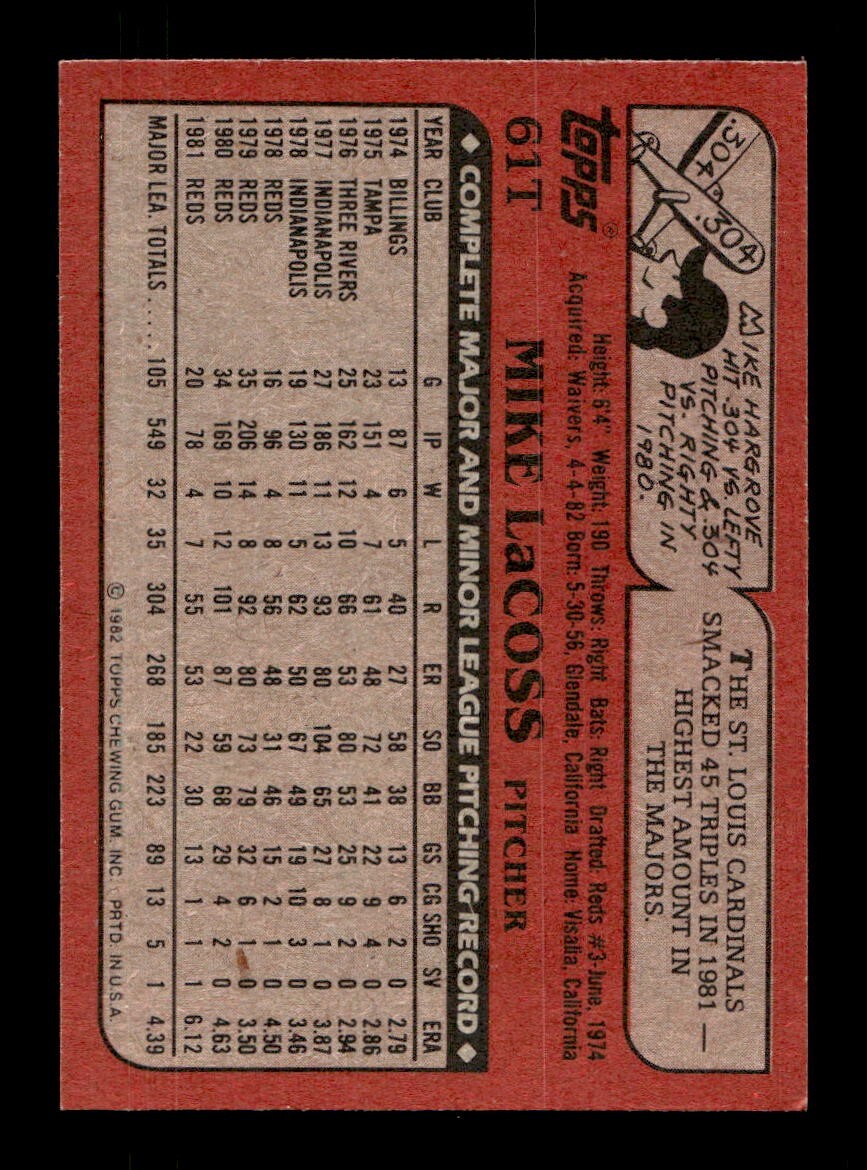 .304
.304
.304
MIKE HARGROVE
HIT .304 VS. LEFTY
PITCHING & .304
VS. RIGHTY
PITCHING IN
1980.
THE ST. LOUIS CARDINALS
SMACKED 45 TRIPLES IN 1981 —
HIGHEST AMOUNT IN
THE MAJORS.
topps®
Height: 6'4" Weight: 190 Throws: Right Bats: Right Drafted: Reds #3-June, 1974
Acquired: Waivers, 4-4-82 Born: 5-30-56, Glendale, California Home: Visalia, California
61T MIKE LaCOSS PITCHER
◆ COMPLETE MAJOR AND MINOR LEAGUE PITCHING RECORD ◆
YEAR CLUB G IP W L R ER SO BB GS CG SHO SV ERA
1974 BILLINGS 13 87 6 5 40 27 58 38 13 6 2 0 2.79
1975 TAMPA 23 151 4 7 61 48 72 41 22 9 4 0 2.86
1976 THREE RIVERS 25 162 12 10 66 53 80 53 25 9 2 0 2.94
1977 INDIANAPOLIS 27 186 11 13 93 80 104 65 27 8 1 0 3.87
1978 INDIANAPOLIS 19 130 11 5 62 50 67 49 19 10 3 0 3.46
1978 REDS 16 96 4 8 56 48 31 46 15 2 1 0 4.50
1979 REDS 35 206 14 8 92 80 73 79 32 6 1 0 3.50
1980 REDS 34 169 10 12 101 87 59 68 29 4 2 0 4.63
1981 REDS 20 78 4 7 55 53 22 30 13 1 1 1 6.12
MAJOR LEA. TOTALS ..... 105 549 32 35 304 268 185 223 89 13 5 1 4.39
© 1982 TOPPS CHEWING GUM, INC. PRTD. IN U.S.A.